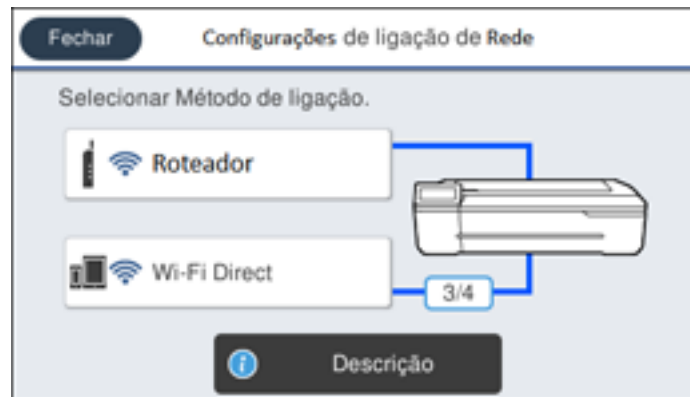 Fechar Configurações de ligação de Rede
Selecionar Método de ligação.
Roteador
Wi-Fi Direct
3/4
Descrição